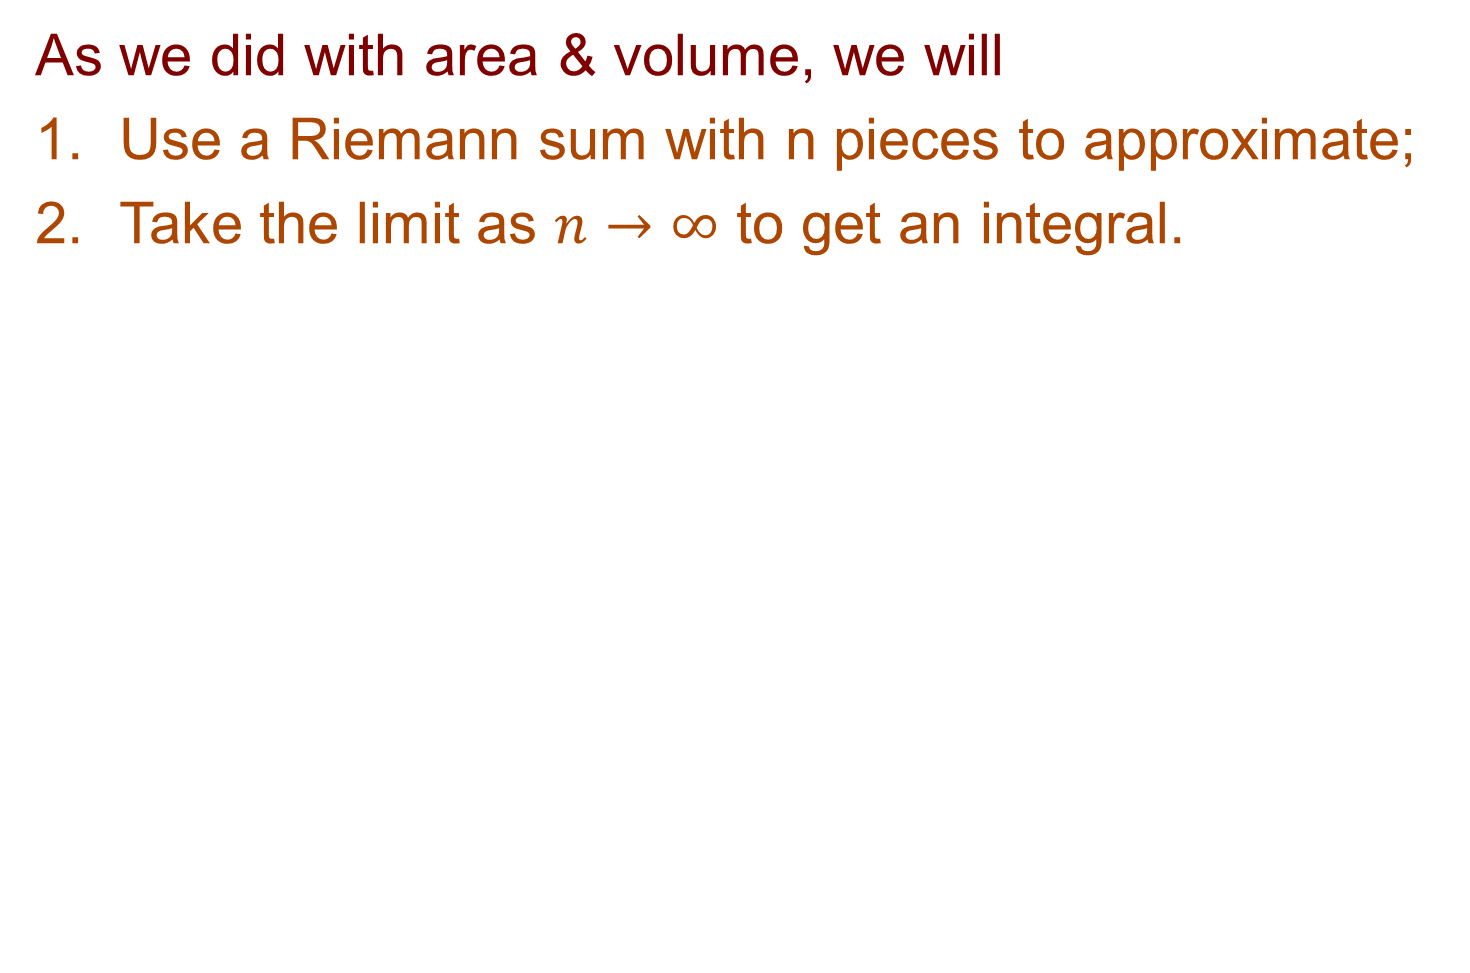 As we did with area & volume, we will
1. Use a Riemann sum with n pieces to approximate;
2. Take the limit as 𝑛 → ∞ to get an integral.